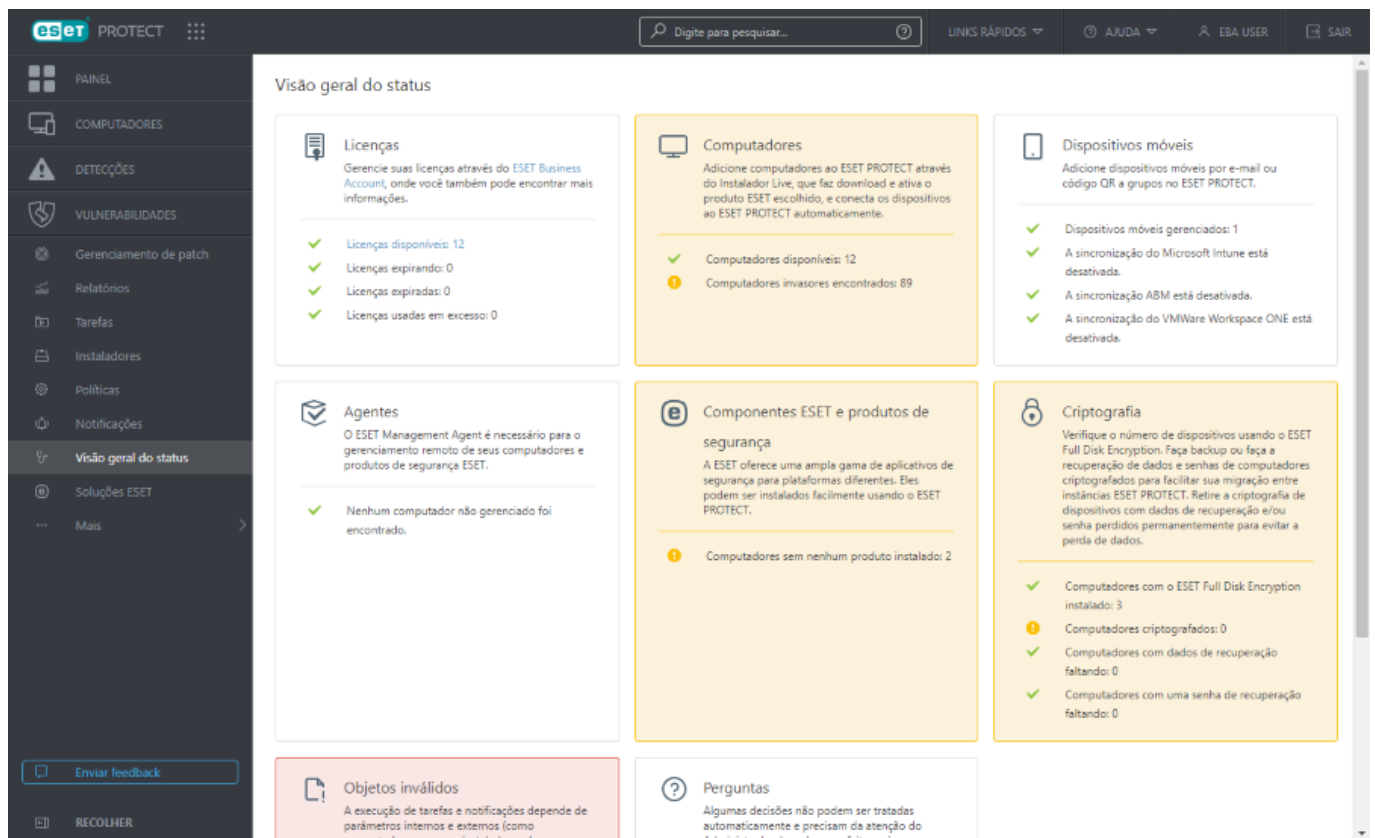 eset PROTECT
Digite para pesquisar...
LINKS RÁPIDOS
AJUDA
EBA USER
SAIR
PAINEL
COMPUTADORES
DETECÇÕES
VULNERABILIDADES
Gerenciamento de patch
Relatórios
Tarefas
Instaladores
Políticas
Notificações
Visão geral do status
Soluções ESET
Mais
Enviar feedback
RECOLHER
Visão geral do status
Licenças
Gerencie suas licenças através do ESET Business
Account, onde você também pode encontrar mais
informações.
Licenças disponíveis: 12
Licenças expirando: 0
Licenças expiradas: 0
Licenças usadas em excesso: 0
Computadores
Adicione computadores ao ESET PROTECT através
do Instalador Live, que faz download e ativa o
produto ESET escolhido, e conecta os dispositivos
ao ESET PROTECT automaticamente.
Computadores disponíveis: 12
Computadores invasores encontrados: 89
Dispositivos móveis
Adicione dispositivos móveis por e-mail ou
código QR a grupos no ESET PROTECT.
Dispositivos móveis gerenciados: 1
A sincronização do Microsoft Intune está
desativada.
A sincronização ABM está desativada.
A sincronização do VMWare Workspace ONE está
desativada.
Agentes
O ESET Management Agent é necessário para o
gerenciamento remoto de seus computadores e
produtos de segurança ESET.
Nenhum computador não gerenciado foi
encontrado.
Componentes ESET e produtos de
segurança
A ESET oferece uma ampla gama de aplicativos de
segurança para plataformas diferentes. Eles
podem ser instalados facilmente usando o ESET
PROTECT.
Computadores sem nenhum produto instalado: 2
Criptografia
Verifique o número de dispositivos usando o ESET
Full Disk Encryption. Faça backup ou faça a
recuperação de dados e senhas de computadores
criptografados para facilitar sua migração entre
instâncias ESET PROTECT. Retire a criptografia de
dispositivos com dados de recuperação e/ou
senha perdidos permanentemente para evitar a
perda de dados.
Computadores com o ESET Full Disk Encryption
instalado: 3
Computadores criptografados: 0
Computadores com dados de recuperação
faltando: 0
Computadores com uma senha de recuperação
faltando: 0
Objetos inválidos
A execução de tarefas e notificações depende de
parâmetros internos e externos (como
Perguntas
Algumas decisões não podem ser tratadas
automaticamente e precisam da atenção do